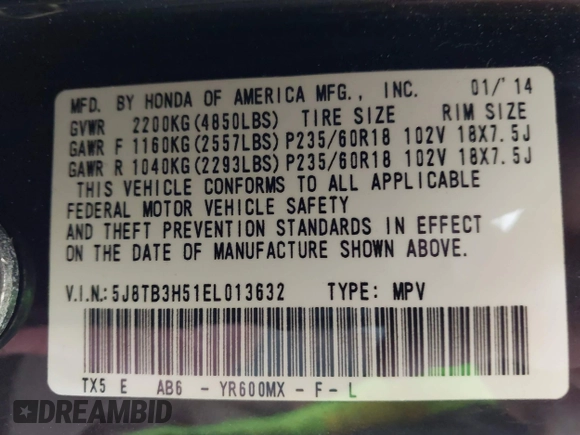 MFD. BY HONDA OF AMERICA MFG., INC. 01/'14
GVWR 2200KG(4850LBS) TIRE SIZE RIM SIZE
GAWR F 1160KG(2557LBS) P235/60R18 102V 18X7.5J
GAWR R 1040KG(2293LBS) P235/60R18 102V 18X7.5J
THIS VEHICLE CONFORMS TO ALL APPLICABLE
FEDERAL MOTOR VEHICLE SAFETY
AND THEFT PREVENTION STANDARDS IN EFFECT
ON THE DATE OF MANUFACTURE SHOWN ABOVE.
V.I.N.:5J8TB3H51EL013632 TYPE: MPV
TX5 E AB6 - YR600MX - F - L
DREAMBID